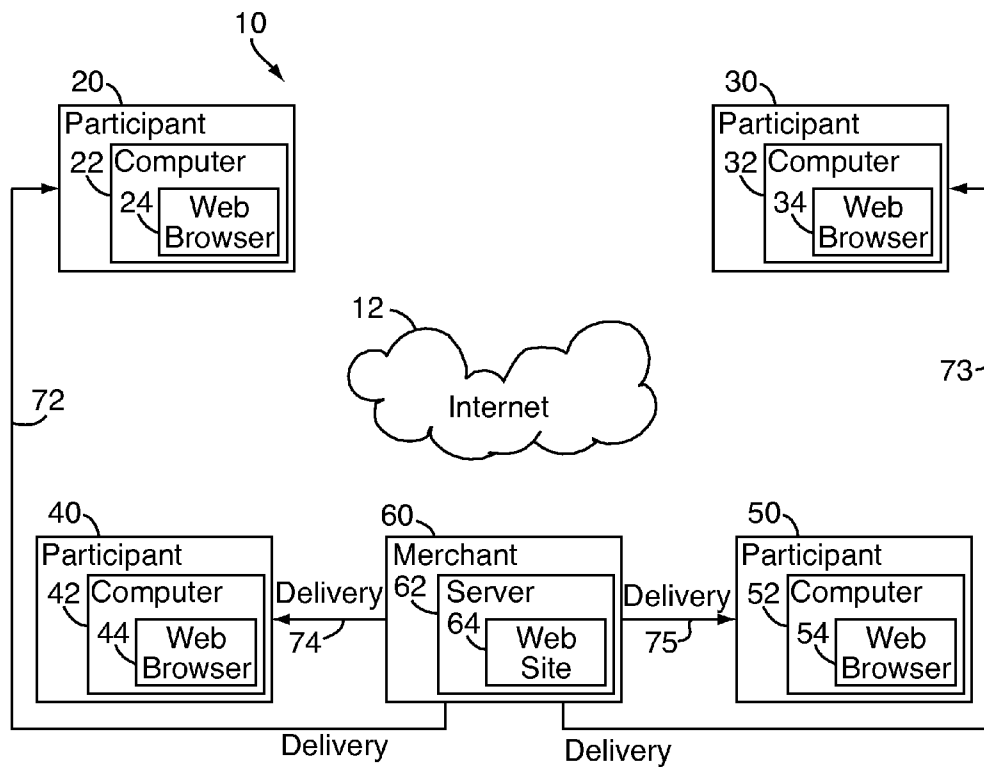 10
20
30
Participant
Participant
22
Computer
32
Computer
24
Web
Browser
34
Web
Browser
12
Internet
72
73
40
60
50
Participant
Merchant
Participant
42
Computer
Delivery
62
Server
Delivery
52
Computer
44
Web
Browser
74
64
Web
Site
75
54
Web
Browser
Delivery
Delivery